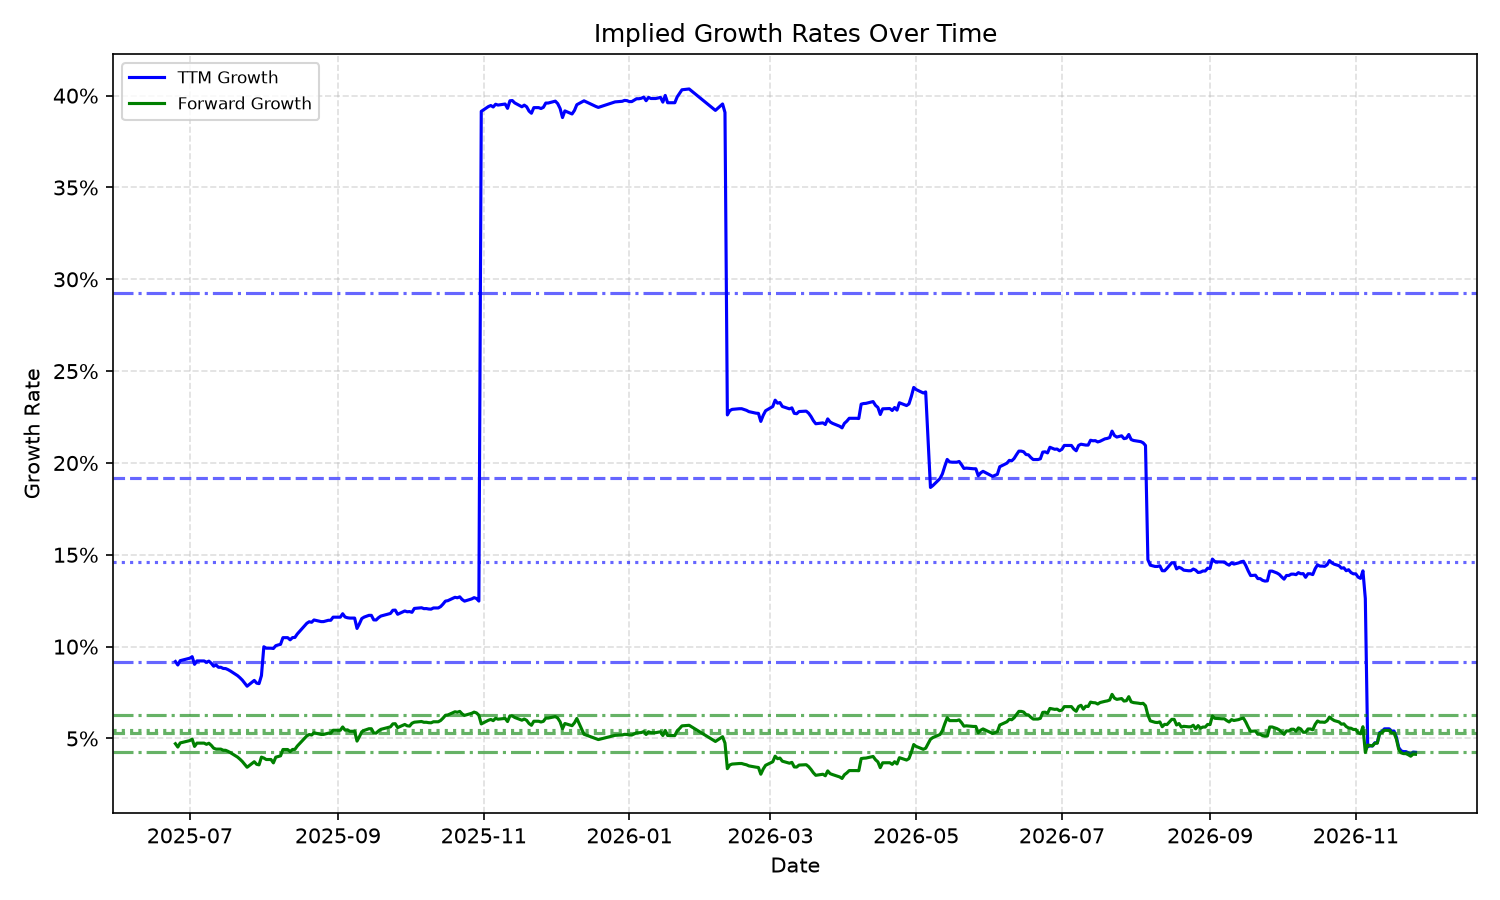 Implied Growth Rates Over Time
TTM Growth
Forward Growth
40%
35%
30%
25%
20%
15%
10%
5%
Growth Rate
2025-07 2025-09 2025-11 2026-01 2026-03 2026-05 2026-07 2026-09 2026-11
Date